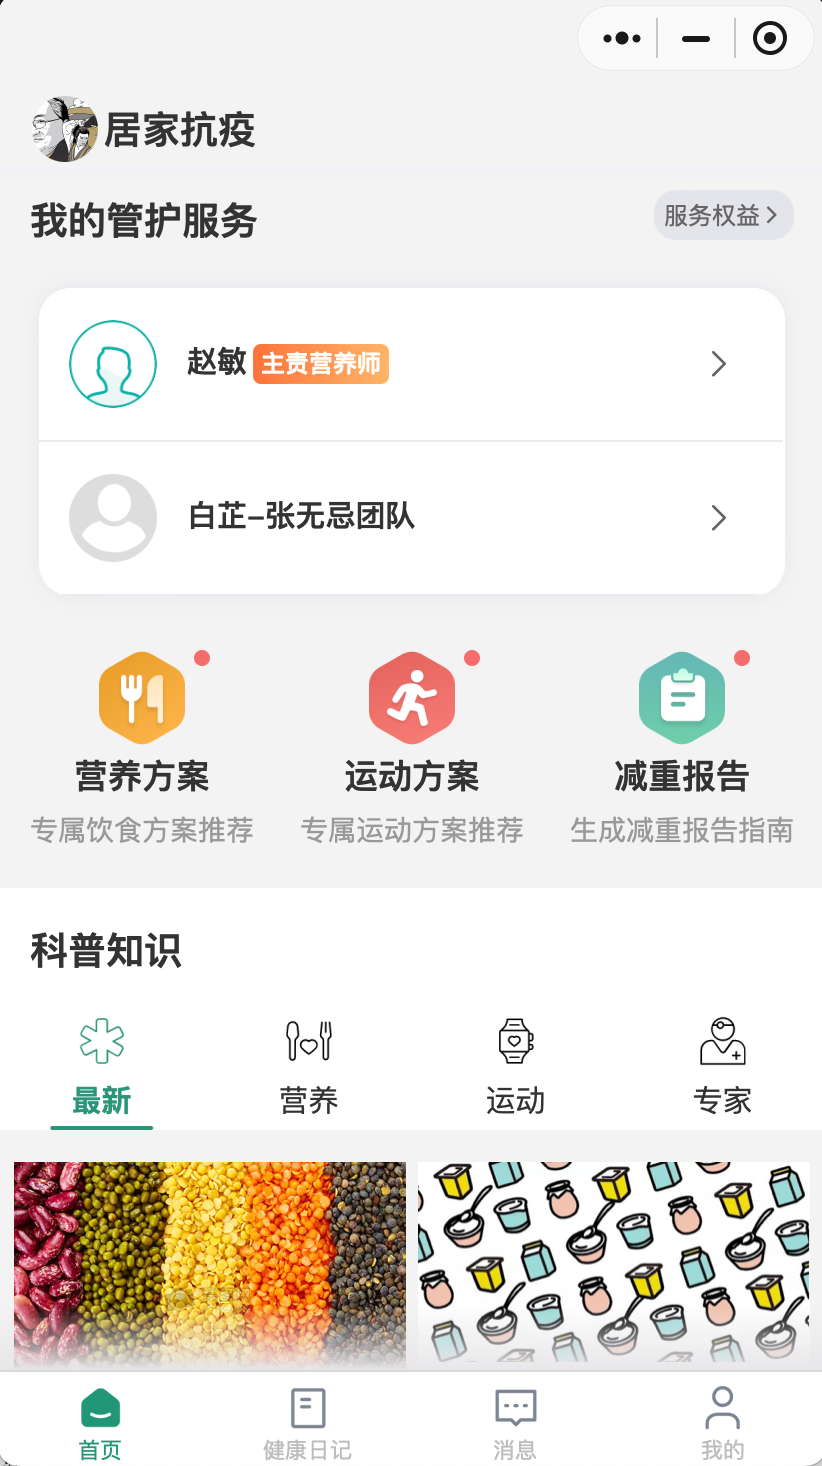 居家抗疫
我的管护服务
服务权益
赵敏 主责营养师
白芷–张无忌团队
营养方案 运动方案 减重报告
专属饮食方案推荐 专属运动方案推荐 生成减重报告指南
科普知识
最新 营养 运动 专家
首页 健康日记 消息 我的